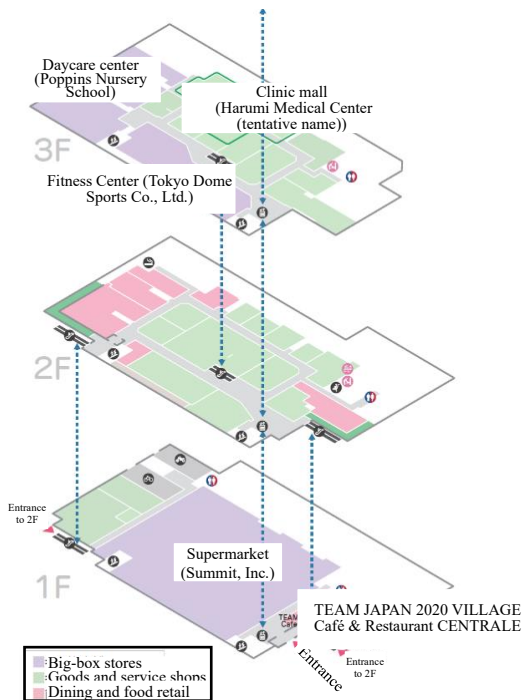 Daycare center
(Poppins Nursery
School)
Clinic mall
(Harumi Medical Center
(tentative name))
3F
Fitness Center (Tokyo Dome
Sports Co., Ltd.)
2F
Entrance
to 2F
1F
Supermarket
(Summit, Inc.)
TEAM
Café
TEAM JAPAN 2020 VILLAGE
Café & Restaurant CENTRALE
Entrance
Entrance
to 2F
Big-box stores
Goods and service shops
Dining and food retail